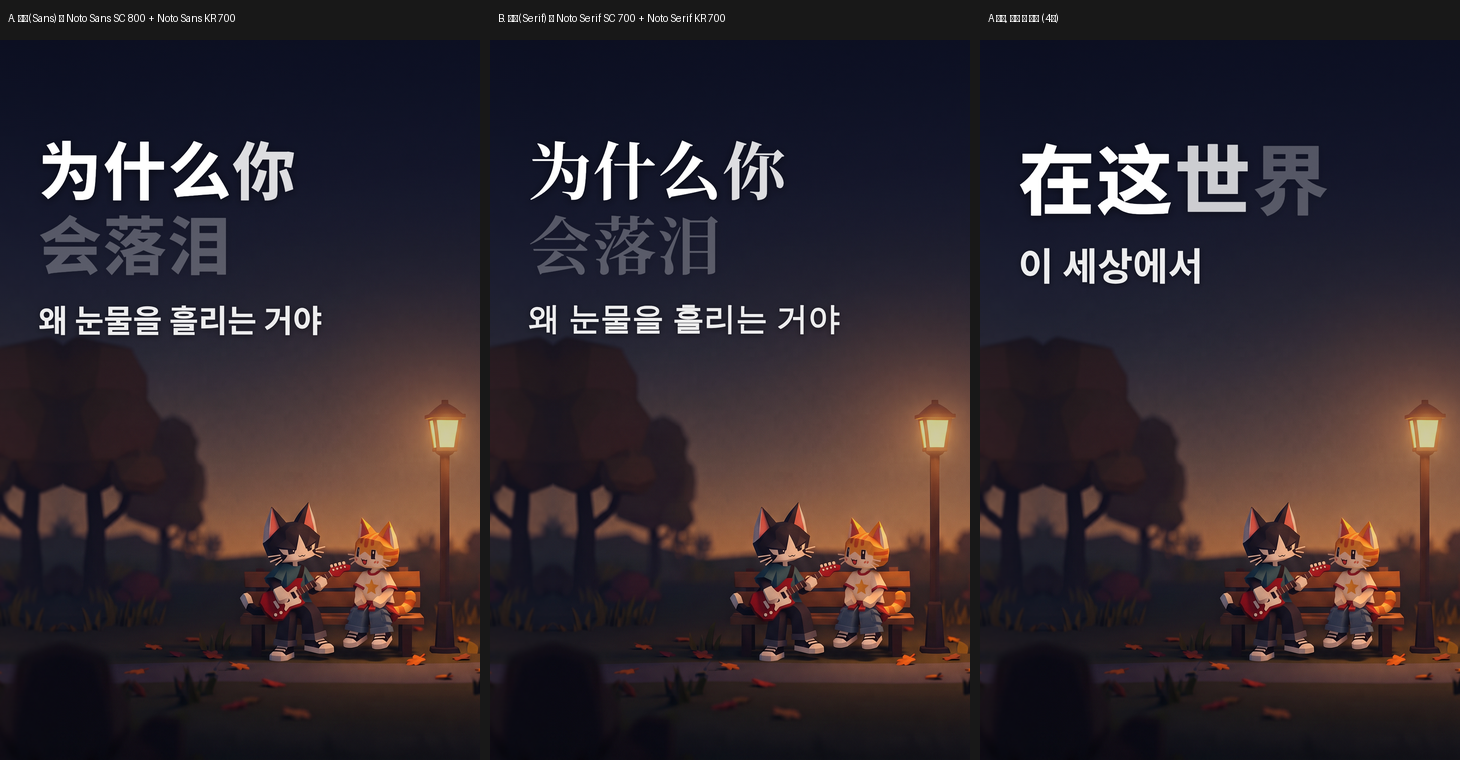 A. (Sans) Noto Sans SC 800 + Noto Sans KR 700
为什么你
会落泪
왜 눈물을 흘리는 거야
B. (Serif) Noto Serif SC 700 + Noto Serif KR 700
为什么你
会落泪
왜 눈물을 흘리는 거야
A (4)
在这世界
이 세상에서